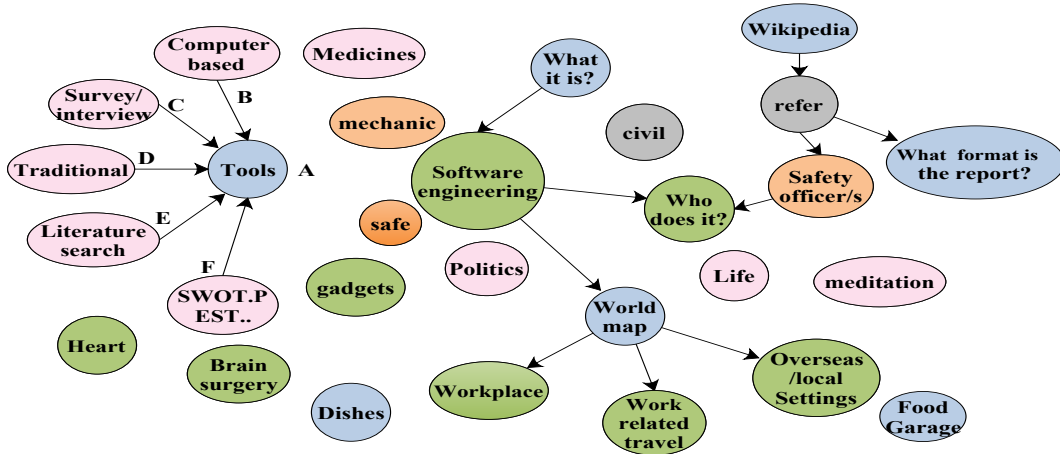 Computer
based
Medicines
What
it is?
Wikipedia
Survey/
interview
C
B
mechanic
civil
refer
Traditional
D
Tools
A
Software
engineering
What format is
the report?
Safety
officer/s
Who
does it?
Literature
search
E
safe
F
SWOT.P
EST..
gadgets
Politics
Life
meditation
World
map
Heart
Brain
surgery
Dishes
Workplace
Work
related
travel
Overseas
/local
Settings
Food
Garage